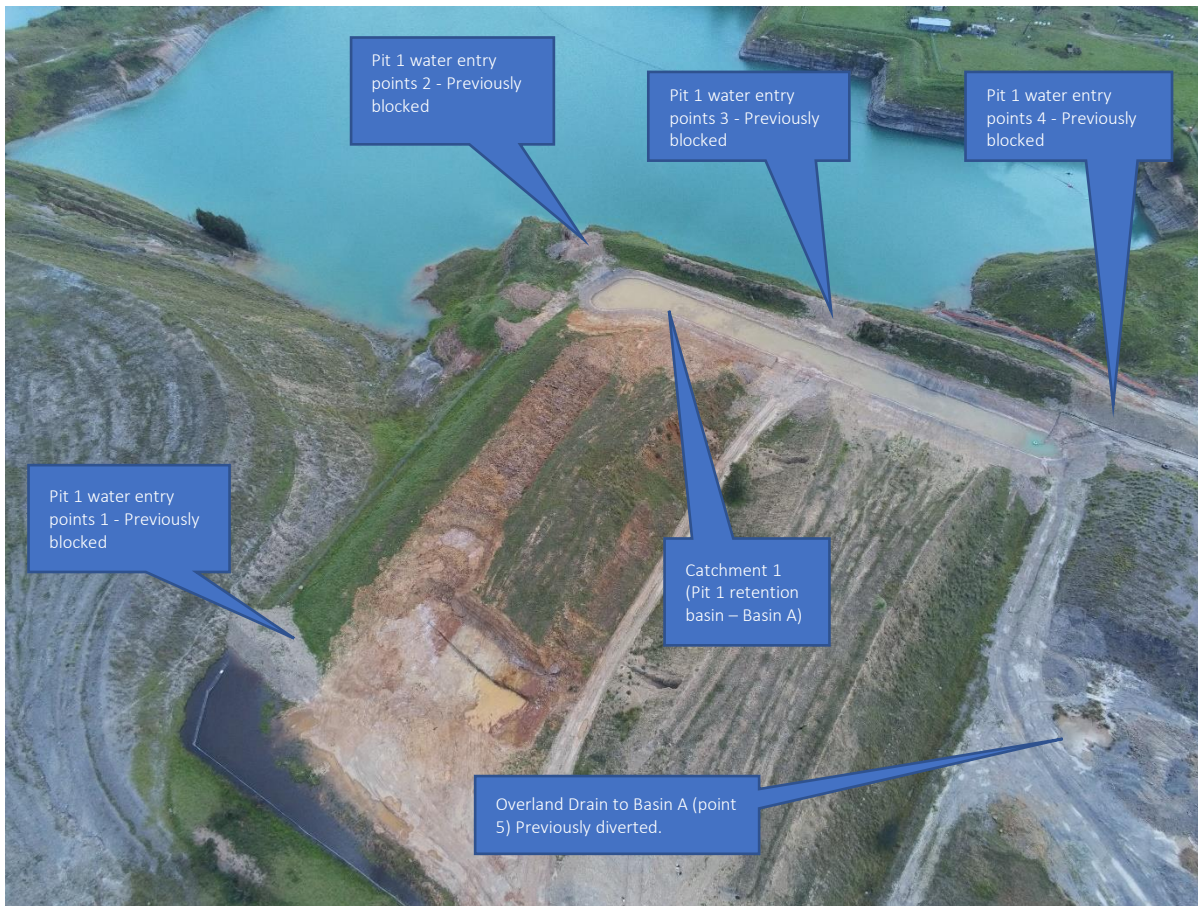 Pit 1 water entry
points 2 - Previously
blocked
Pit 1 water entry
points 3 - Previously
blocked
Pit 1 water entry
points 4 - Previously
blocked
Pit 1 water entry
points 1 - Previously
blocked
Catchment 1
(Pit 1 retention
basin – Basin A)
Overland Drain to Basin A (point
5) Previously diverted.